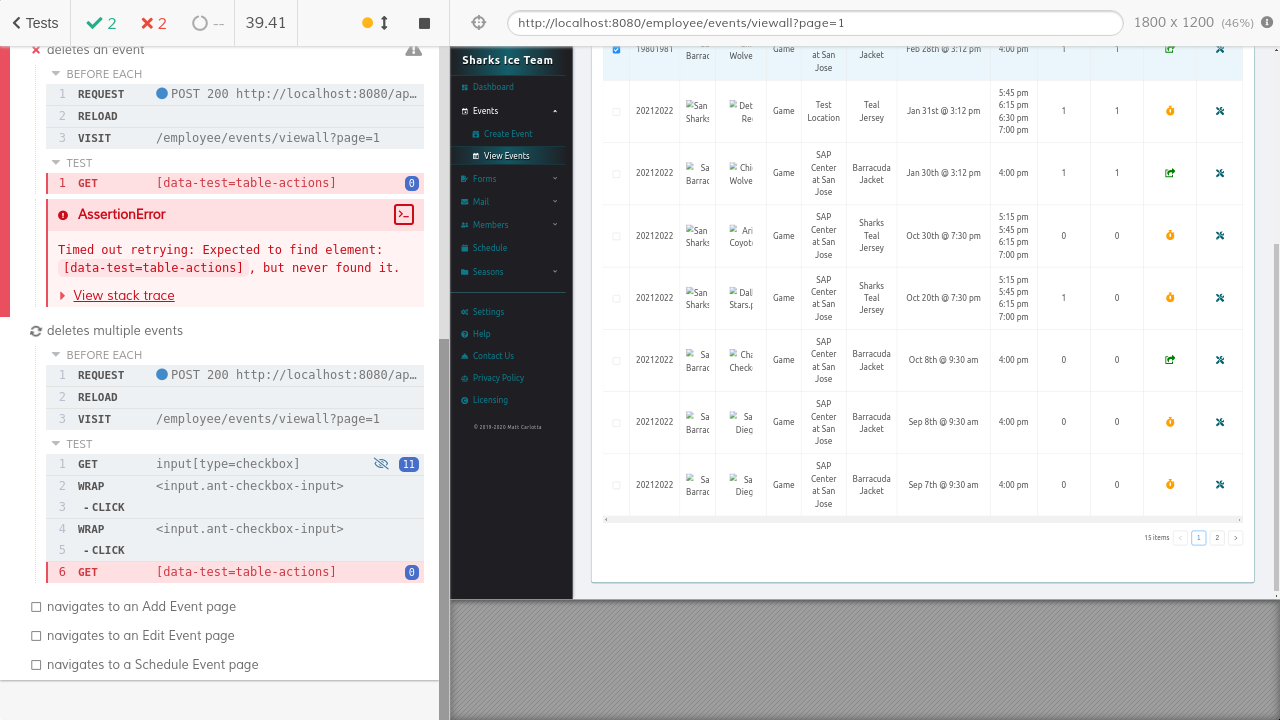 Tests 2 2 -- 39.41 http://localhost:8080/employee/events/viewall?page=1 1800 x 1200 (46%)
deletes an event
BEFORE EACH
1 REQUEST POST 200 http://localhost:8080/ap…
2 RELOAD
3 VISIT /employee/events/viewall?page=1
TEST
1 GET [data-test=table-actions] 0
AssertionError
Timed out retrying: Expected to find element:
[data-test=table-actions], but never found it.
View stack trace
deletes multiple events
BEFORE EACH
1 REQUEST POST 200 http://localhost:8080/ap…
2 RELOAD
3 VISIT /employee/events/viewall?page=1
TEST
1 GET input[type=checkbox] 11
2 WRAP <input.ant-checkbox-input>
3 -CLICK
4 WRAP <input.ant-checkbox-input>
5 -CLICK
6 GET [data-test=table-actions] 0
navigates to an Add Event page
navigates to an Edit Event page
navigates to a Schedule Event page
Sharks Ice Team
Dashboard
Events
Create Event
View Events
Forms
Mail
Members
Schedule
Seasons
Settings
Help
Contact Us
Privacy Policy
Licensing
© 2019-2020 Matt Carlotta
19801981 Barrac Wolve Game at San Jose Jacket Feb 28th @ 3:12 pm 4:00 pm 1 1
20212022 San Sharks Det Re Game Test Location Teal Jersey Jan 31st @ 3:12 pm 5:45 pm 6:15 pm 6:30 pm 7:00 pm 1 1
20212022 Sa Barrac Chi Wolve Game SAP Center at San Jose Barracuda Jacket Jan 30th @ 3:12 pm 4:00 pm 1 1
20212022 San Sharks Ari Coyot Game SAP Center at San Jose Sharks Teal Jersey Oct 30th @ 7:30 pm 5:15 pm 5:45 pm 6:15 pm 7:00 pm 0 0
20212022 San Sharks Dall Stars Game SAP Center at San Jose Sharks Teal Jersey Oct 20th @ 7:30 pm 5:15 pm 5:45 pm 6:15 pm 7:00 pm 1 0
20212022 Sa Barrac Cha Check Game SAP Center at San Jose Barracuda Jacket Oct 8th @ 9:30 am 4:00 pm 0 0
20212022 Sa Barrac Sa Dieg Game SAP Center at San Jose Barracuda Jacket Sep 8th @ 9:30 am 4:00 pm 0 0
20212022 Sa Barrac Sa Dieg Game SAP Center at San Jose Barracuda Jacket Sep 7th @ 9:30 am 4:00 pm 0 0
15 items < 1 2 >